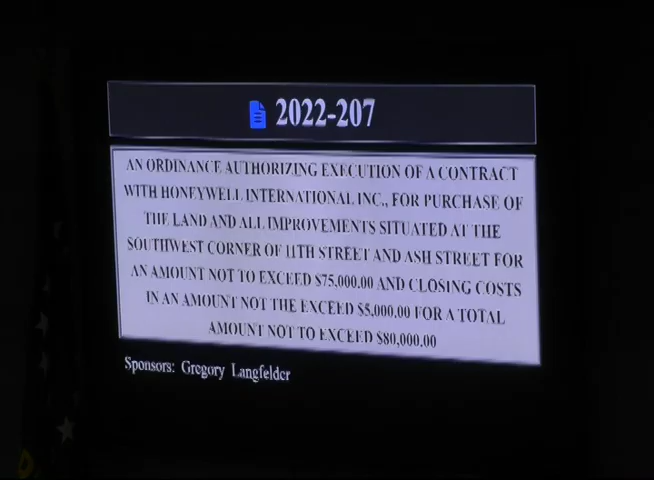 2022-207
AN ORDINANCE AUTHORIZING EXECUTION OF A CONTRACT
WITH HONEYWELL INTERNATIONAL INC., FOR PURCHASE OF
THE LAND AND ALL IMPROVEMENTS SITUATED AT THE
SOUTHWEST CORNER OF 11TH STREET AND ASH STREET FOR
AN AMOUNT NOT TO EXCEED $75,000.00 AND CLOSING COSTS
IN AN AMOUNT NOT THE EXCEED $5,000.00 FOR A TOTAL
AMOUNT NOT TO EXCEED $80,000.00
Sponsors: Gregory Langfelder